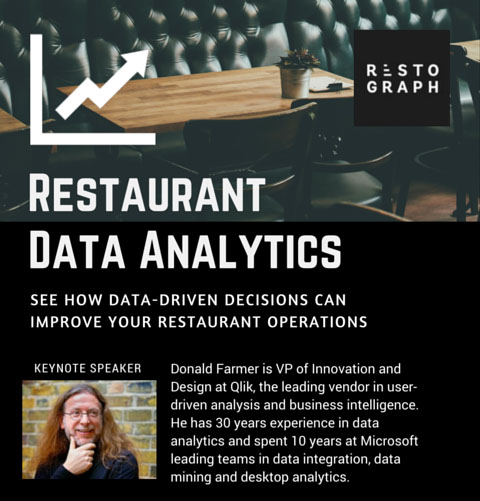 RESTO
GRAPH
RESTAURANT
DATA ANALYTICS
SEE HOW DATA-DRIVEN DECISIONS CAN
IMPROVE YOUR RESTAURANT OPERATIONS
KEYNOTE SPEAKER
Donald Farmer is VP of Innovation and
Design at Qlik, the leading vendor in user-
driven analysis and business intelligence.
He has 30 years experience in data
analytics and spent 10 years at Microsoft
leading teams in data integration, data
mining and desktop analytics.